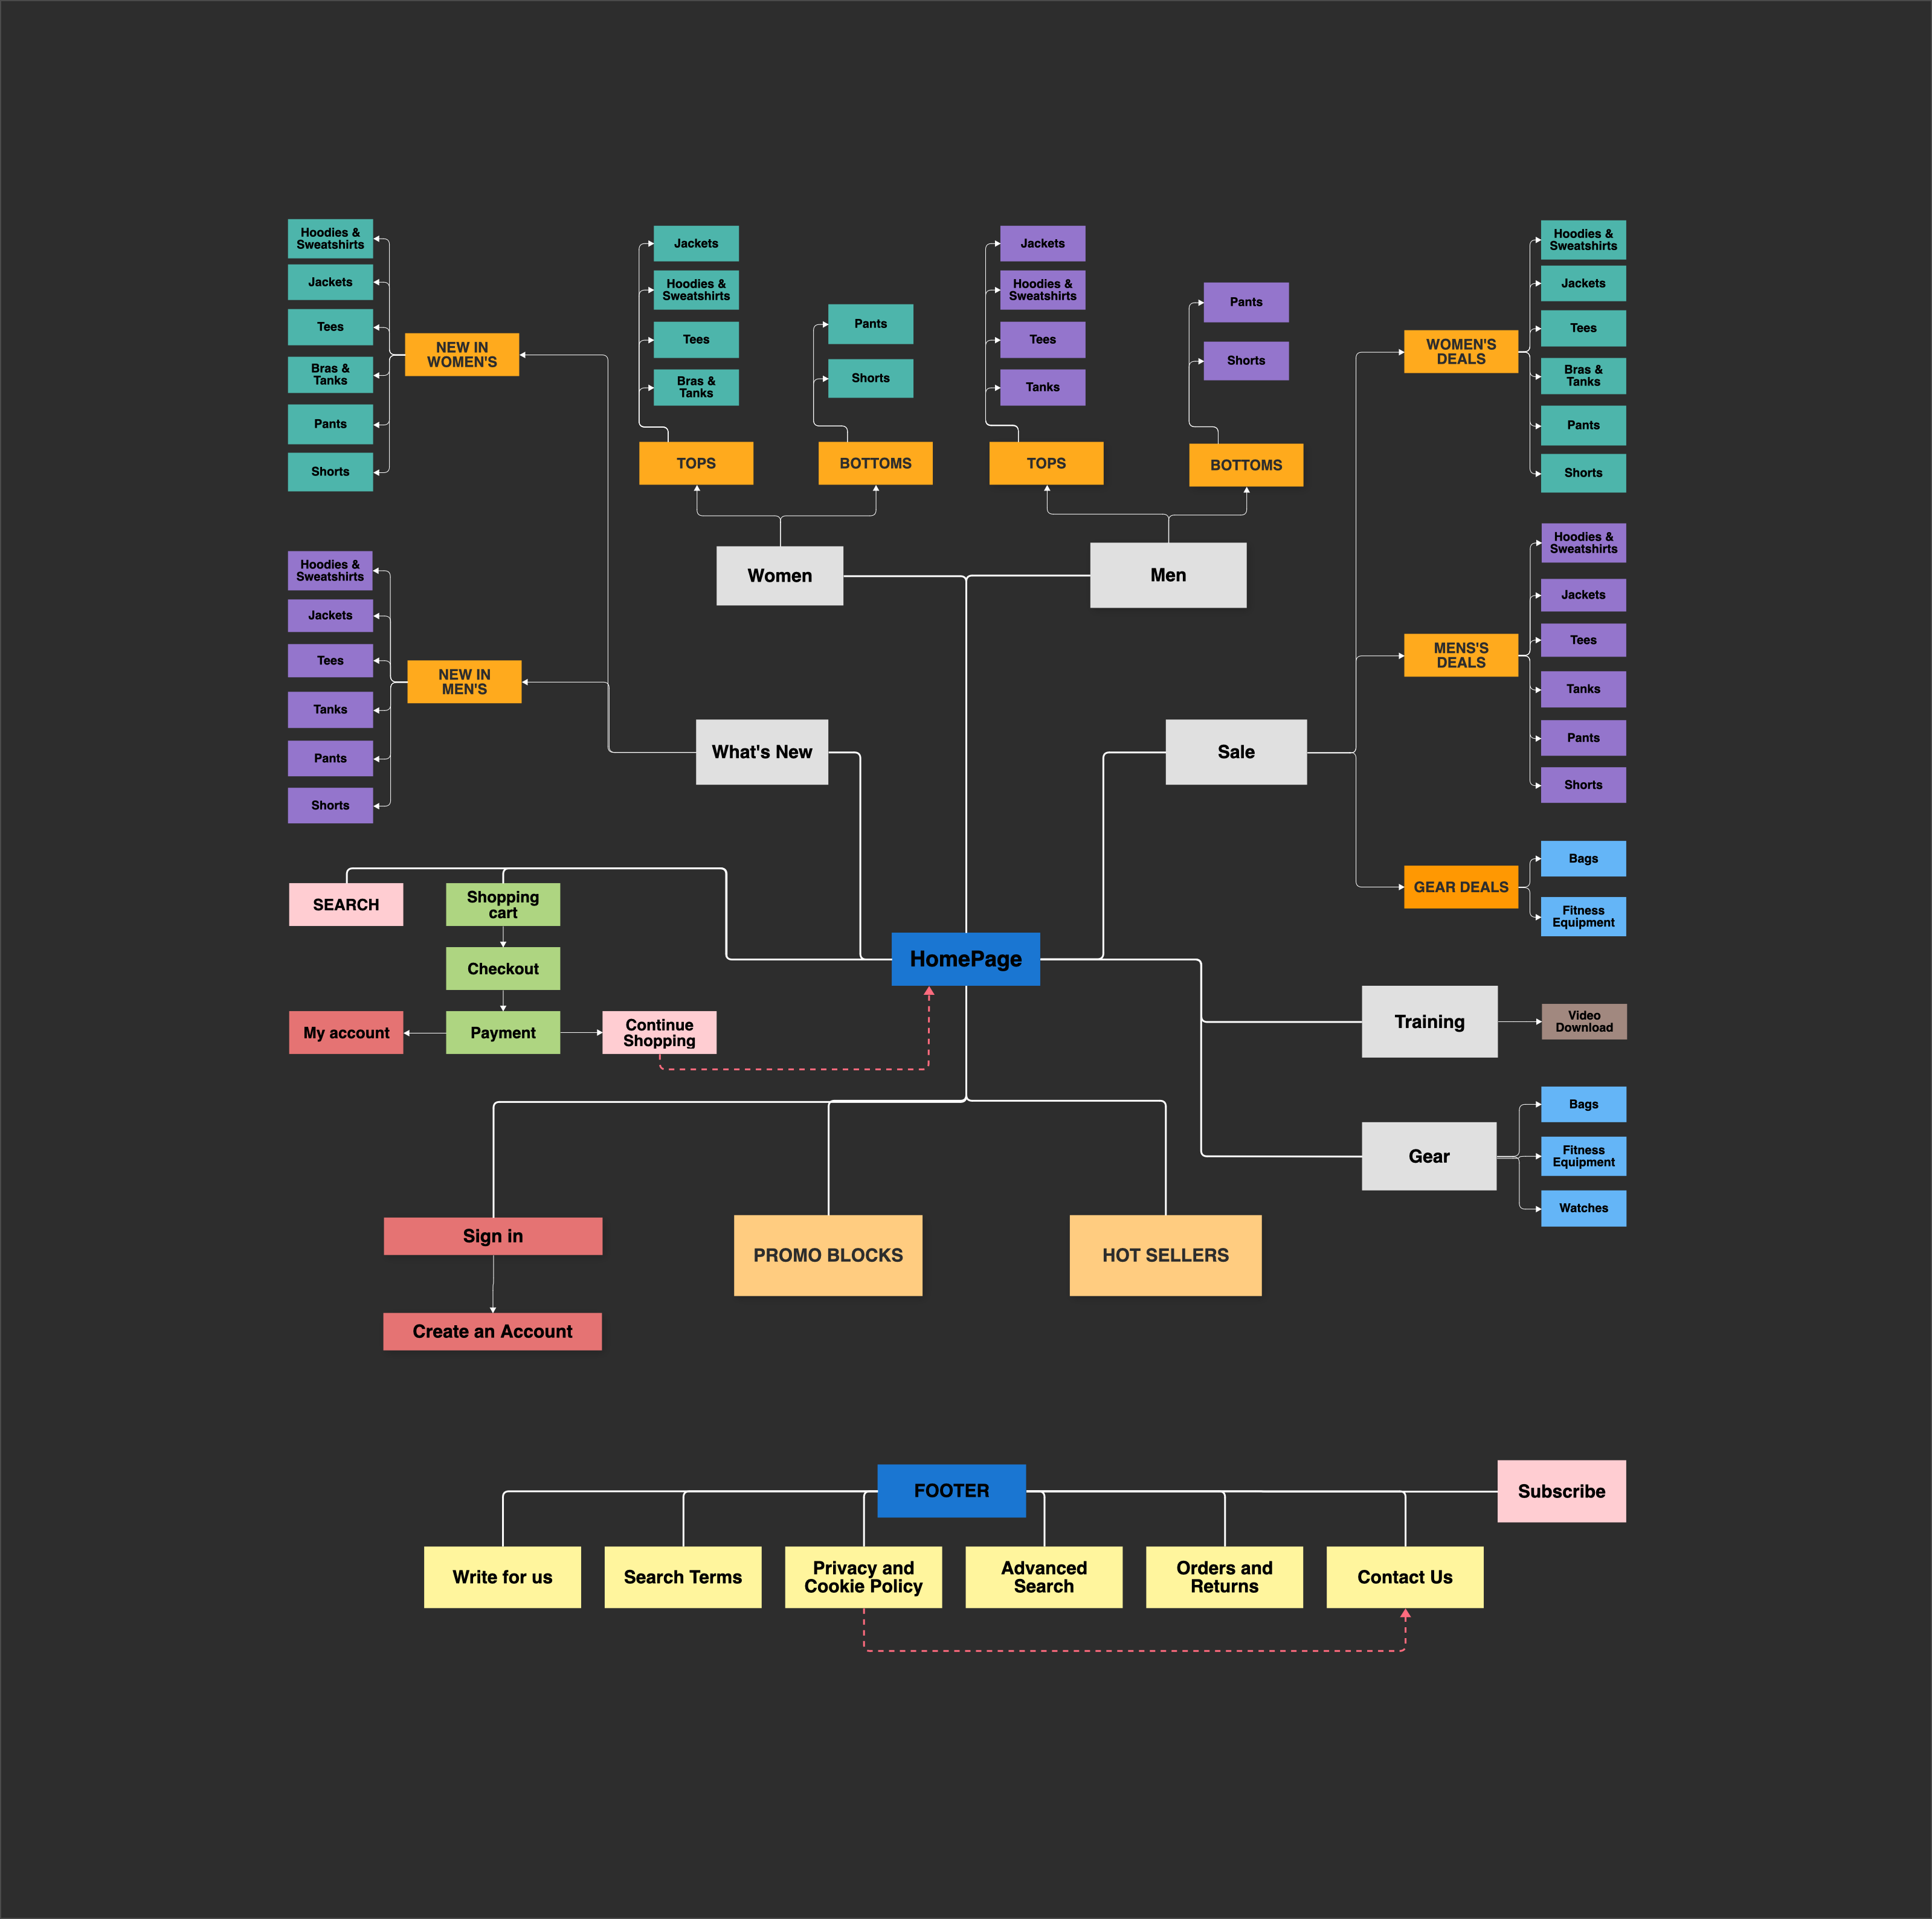 Hoodies &
Sweatshirts
Jackets
Tees
Bras &
Tanks
Pants
Shorts
NEW IN
WOMEN'S
Jackets
Hoodies &
Sweatshirts
Tees
Bras &
Tanks
TOPS
Pants
Shorts
BOTTOMS
Jackets
Hoodies &
Sweatshirts
Tees
Tanks
TOPS
Pants
Shorts
BOTTOMS
WOMEN'S
DEALS
Hoodies &
Sweatshirts
Jackets
Tees
Bras &
Tanks
Pants
Shorts
Women
Men
Hoodies &
Sweatshirts
Jackets
Tees
Tanks
Pants
Shorts
NEW IN
MEN'S
What's New
Sale
MENS'S
DEALS
Hoodies &
Sweatshirts
Jackets
Tees
Tanks
Pants
Shorts
GEAR DEALS
Bags
Fitness
Equipment
SEARCH
Shopping
cart
Checkout
My account
Payment
Continue
Shopping
HomePage
Training
Video
Download
Gear
Bags
Fitness
Equipment
Watches
Sign in
Create an Account
PROMO BLOCKS
HOT SELLERS
FOOTER
Subscribe
Write for us
Search Terms
Privacy and
Cookie Policy
Advanced
Search
Orders and
Returns
Contact Us